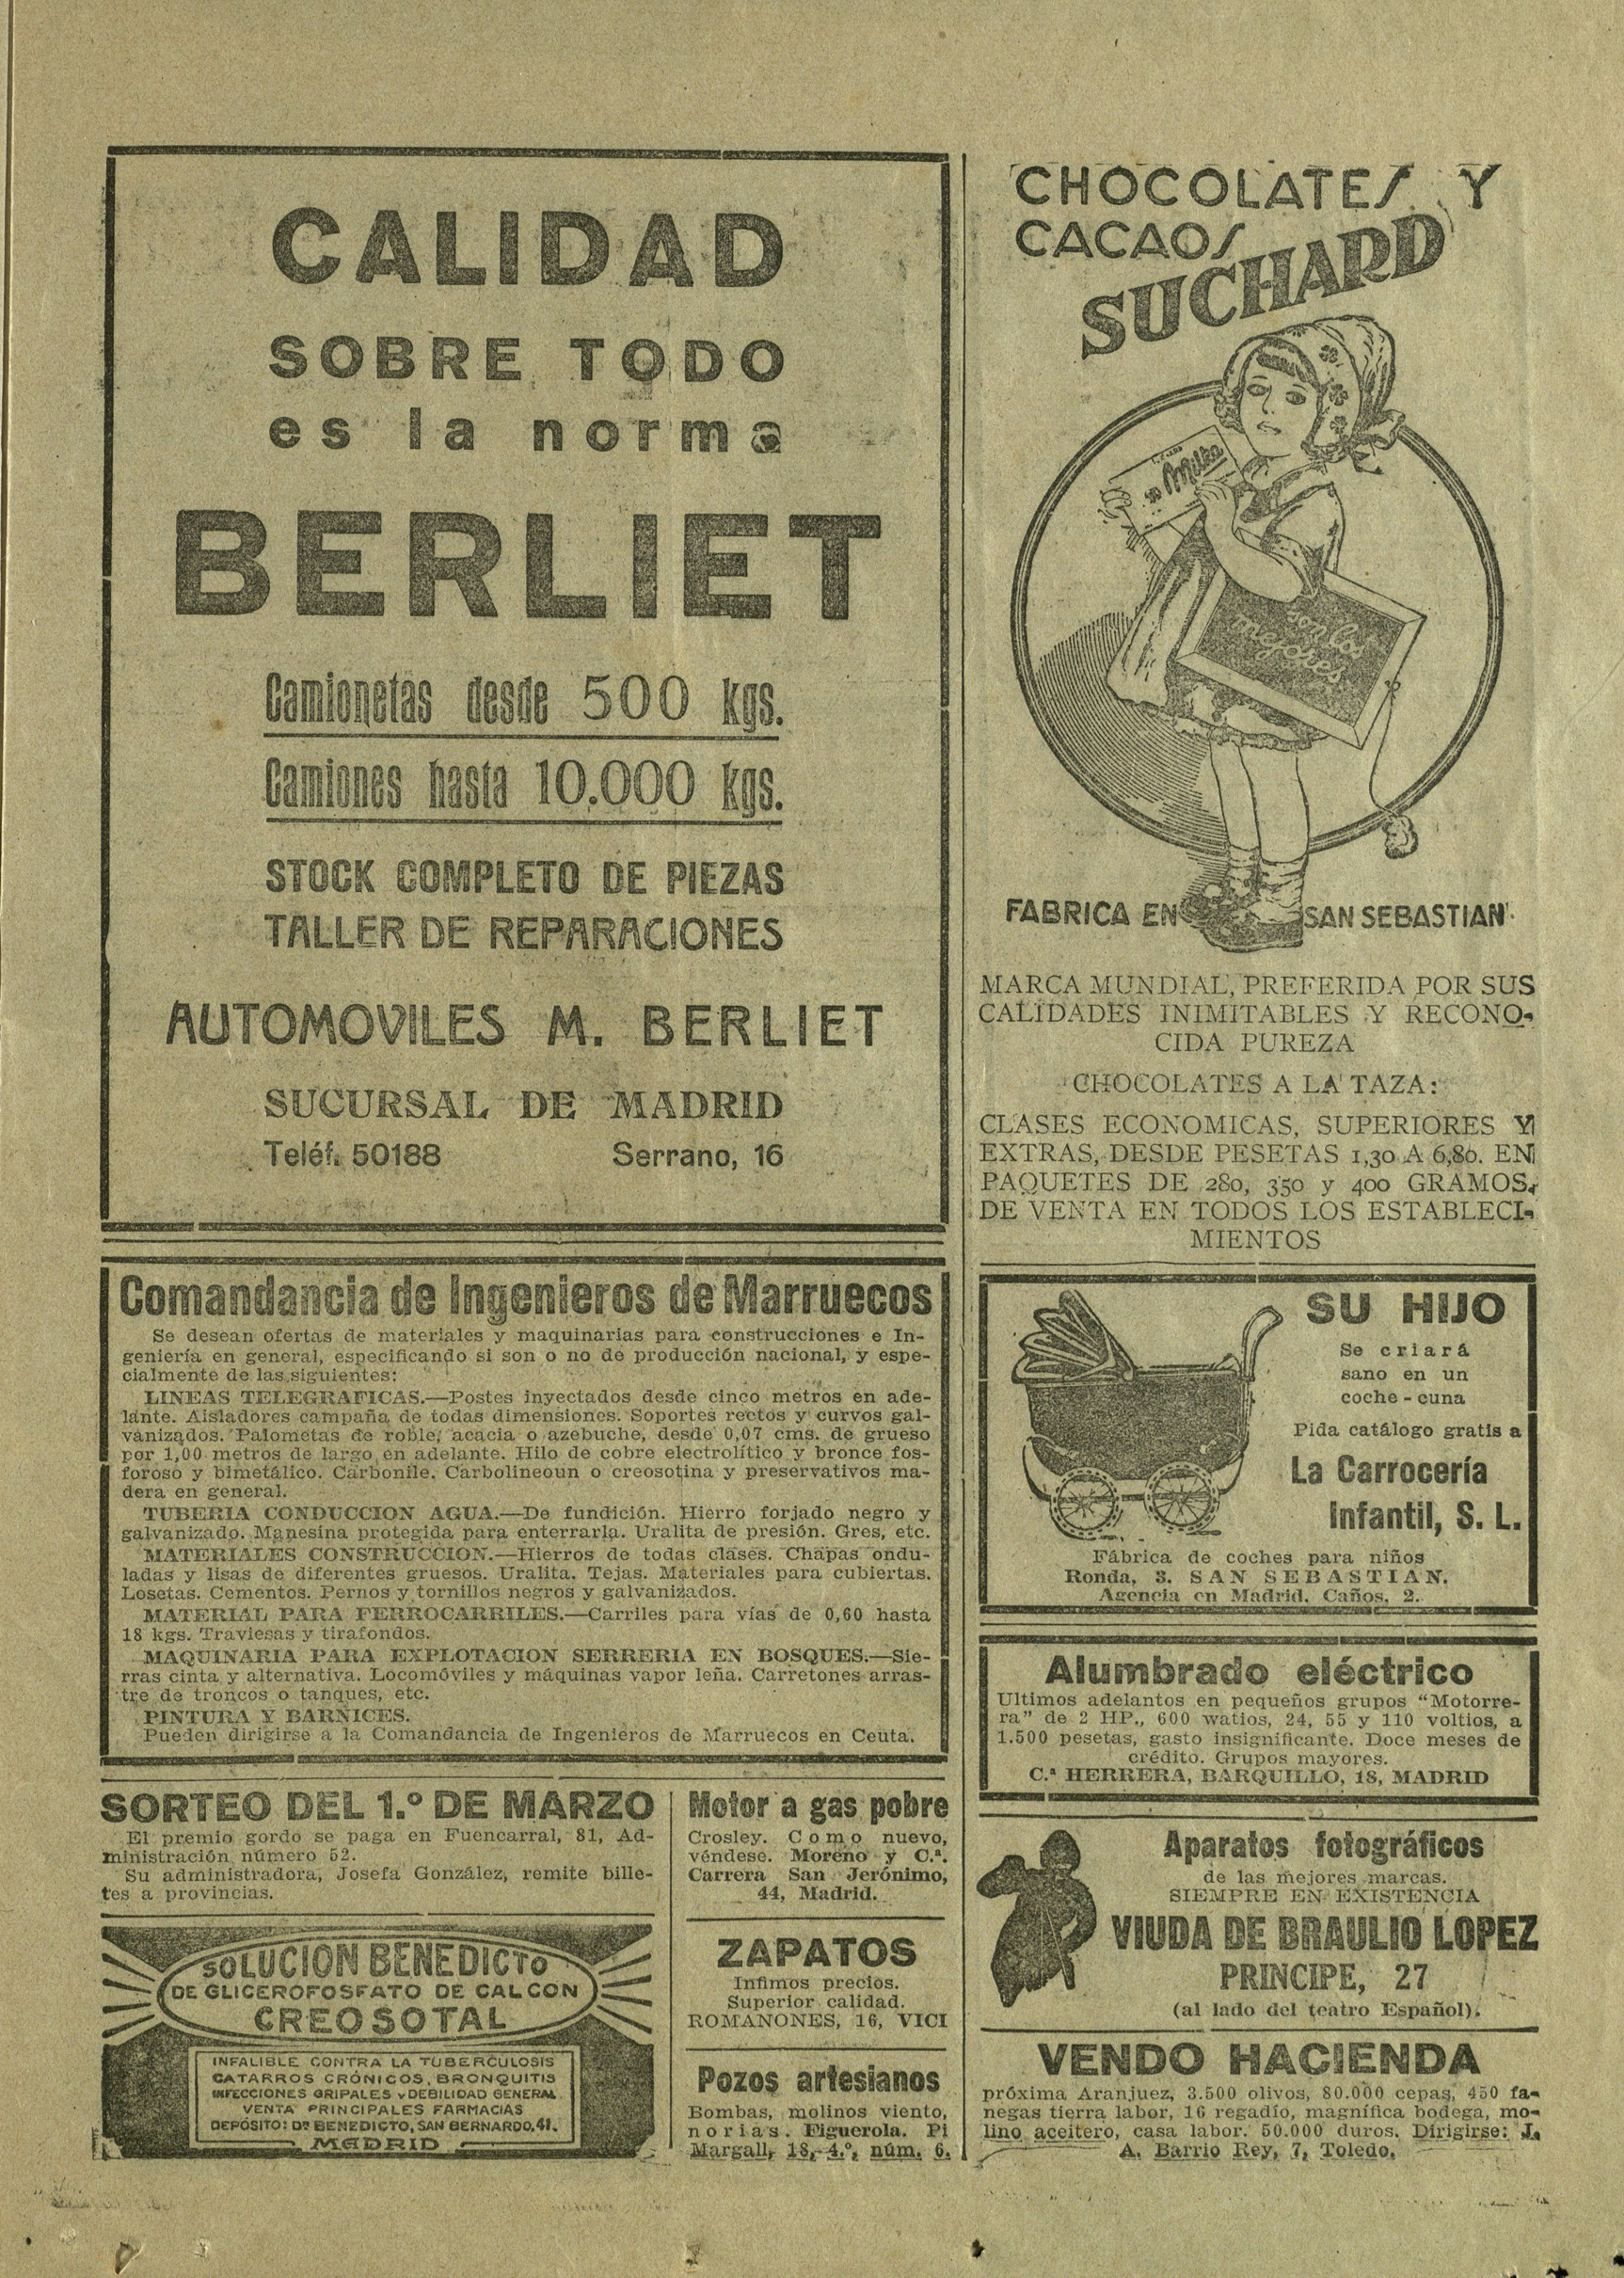 CALIDAD
SOBRE TODO
es la norma
BERLIET
Camionetas desde 500 kgs.
Camiones hasta 10.000 kgs.
STOCK COMPLETO DE PIEZAS
TALLER DE REPARACIONES
AUTOMOVILES M. BERLIET
SUCURSAL DE MADRID
Teléf. 50188 Serrano, 16
Comandancia de Ingenieros de Marruecos
Se desean ofertas de materiales y maquinarias para construcciones e In-
geniería en general, especificando si son o no de producción nacional, y espe-
cialmente de las siguientes:
LINEAS TELEGRAFICAS.—Postes inyectados desde cinco metros en ade-
lante. Aisladores campaña de todas dimensiones. Soportes rectos y curvos gal-
vanizados. Palometas de roble, acacia o azebuche, desde 0,07 cms. de grueso
por 1,00 metros de largo en adelante. Hilo de cobre electrolítico y bronce fos-
foroso y bimetálico. Carbonile. Carbolineoun o creosotina y preservativos ma-
dera en general.
TUBERIA CONDUCCION AGUA.—De fundición. Hierro forjado negro y
galvanizado. Manesina protegida para enterrarla. Uralita de presión. Gres, etc.
MATERIALES CONSTRUCCION.—Hierros de todas clases. Chapas ondu-
ladas y lisas de diferentes gruesos. Uralita. Tejas. Materiales para cubiertas.
Losetas. Cementos. Pernos y tornillos negros y galvanizados.
MATERIAL PARA FERROCARRILES.—Carriles para vías de 0,60 hasta
18 kgs. Traviesas y tirafondos.
MAQUINARIA PARA EXPLOTACION SERRERIA EN BOSQUES.—Sie-
rras cinta y alternativa. Locomóviles y máquinas vapor leña. Carretones arras-
tre de troncos o tanques, etc.
PINTURA Y BARNICES.
Pueden dirigirse a la Comandancia de Ingenieros de Marruecos en Ceuta.
SORTEO DEL 1.º DE MARZO
El premio gordo se paga en Fuencarral, 81, Ad-
ministración número 52.
Su administradora, Josefa González, remite bille-
tes a provincias.
SOLUCION BENEDICTO
DE GLICEROFOSFATO DE CAL CON
CREOSOTAL
INFALIBLE CONTRA LA TUBERCULOSIS
CATARROS CRÓNICOS, BRONQUITIS
INFECCIONES GRIPALES Y DEBILIDAD GENERAL
VENTA PRINCIPALES FARMACIAS
DEPÓSITO: Dr. BENEDICTO, SAN BERNARDO, 41.
MADRID
Motor a gas pobre
Crosley. Como nuevo,
véndese. Moreno y C.ª.
Carrera San Jerónimo,
44, Madrid.
ZAPATOS
Infimos precios.
Superior calidad.
ROMANONES, 16, VICI
Pozos artesianos
Bombas, molinos viento,
norias. Figuerola. Pi
Margall, 18, 4.º, núm. 6.
CHOCOLATES Y
CACAOS
SUCHARD
Milka
son los
mejores
FABRICA EN SAN SEBASTIAN
MARCA MUNDIAL, PREFERIDA POR SUS
CALIDADES INIMITABLES Y RECONO-
CIDA PUREZA
CHOCOLATES A LA TAZA:
CLASES ECONOMICAS, SUPERIORES Y
EXTRAS, DESDE PESETAS 1,30 A 6,80. EN
PAQUETES DE 280, 350 y 400 GRAMOS.
DE VENTA EN TODOS LOS ESTABLECI-
MIENTOS
SU HIJO
Se criará
sano en un
coche-cuna
Pida catálogo gratis a
La Carrocería
Infantil, S. L.
Fábrica de coches para niños
Ronda, 3. SAN SEBASTIAN.
Agencia en Madrid. Caños, 2.
Alumbrado eléctrico
Ultimos adelantos en pequeños grupos "Motorre-
ra" de 2 HP., 600 watios, 24, 55 y 110 voltios, a
1.500 pesetas, gasto insignificante. Doce meses de
crédito. Grupos mayores.
C.ª HERRERA, BARQUILLO, 18, MADRID
Aparatos fotográficos
de las mejores marcas.
SIEMPRE EN EXISTENCIA
VIUDA DE BRAULIO LOPEZ
PRINCIPE, 27
(al lado del teatro Español).
VENDO HACIENDA
próxima Aranjuez, 3.500 olivos, 80.000 cepas, 450 fa-
negas tierra labor, 16 regadío, magnífica bodega, mo-
lino aceitero, casa labor. 50.000 duros. Dirigirse: J.
A. Barrio Rey, 7, Toledo.